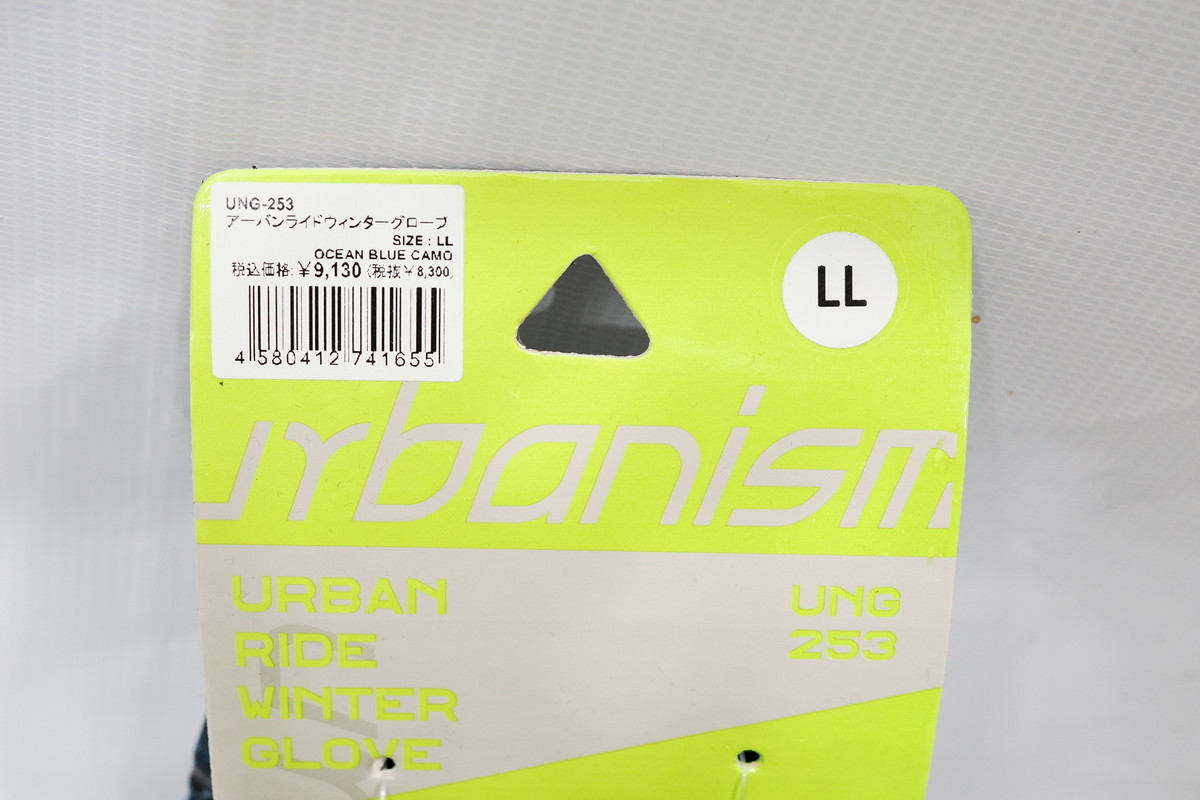 UNG-253
アーバンライドウィンターグローブ
SIZE : LL
OCEAN BLUE CAMO
税込価格:￥9,130 (税抜￥8,300)
4 580412 741655
LL
urbanism
URBAN
RIDE
WINTER
GLOVE
UNG
253